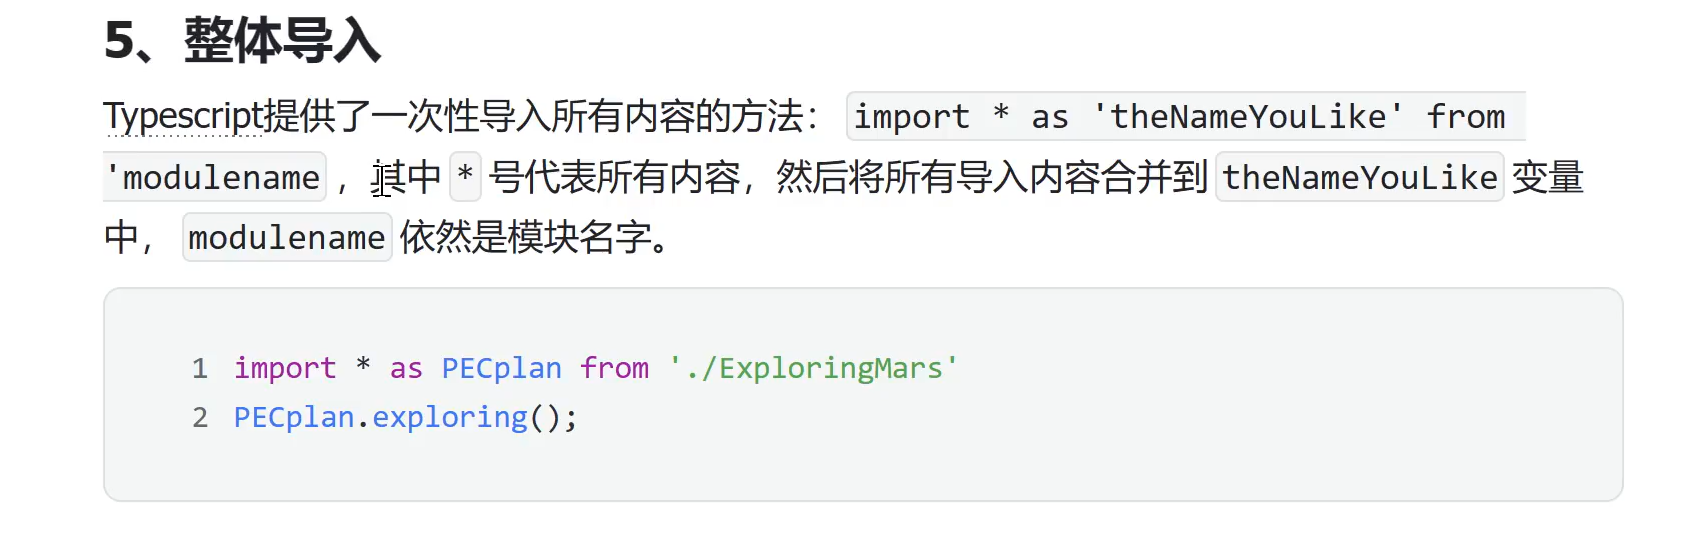 5、整体导入
Typescript提供了一次性导入所有内容的方法： import * as 'theNameYouLike' from
'modulename ，其中 * 号代表所有内容，然后将所有导入内容合并到 theNameYouLike 变量
中， modulename 依然是模块名字。
1 import * as PECplan from './ExploringMars'
2 PECplan.exploring();